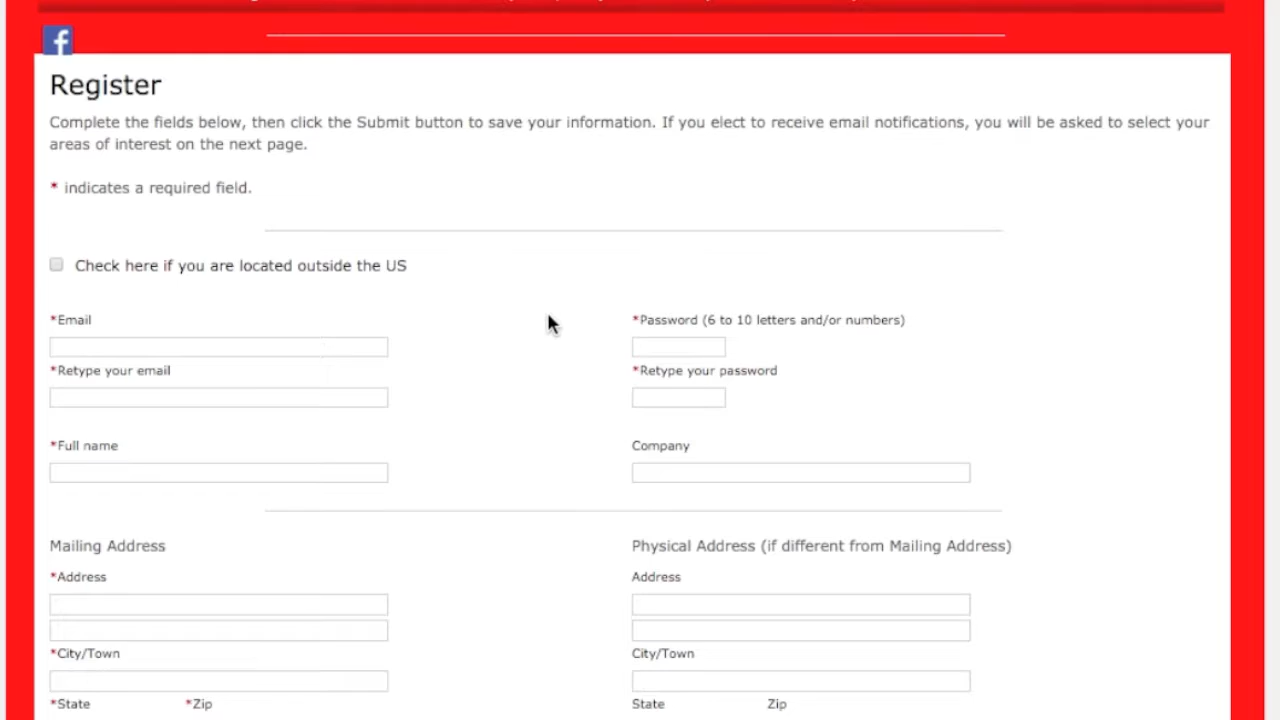 f
Register
Complete the fields below, then click the Submit button to save your information. If you elect to receive email notifications, you will be asked to select your
areas of interest on the next page.
* indicates a required field.
Check here if you are located outside the US
*Email
*Password (6 to 10 letters and/or numbers)
*Retype your email
*Retype your password
*Full name
Company
Mailing Address
Physical Address (if different from Mailing Address)
*Address
Address
*City/Town
City/Town
*State *Zip
State Zip